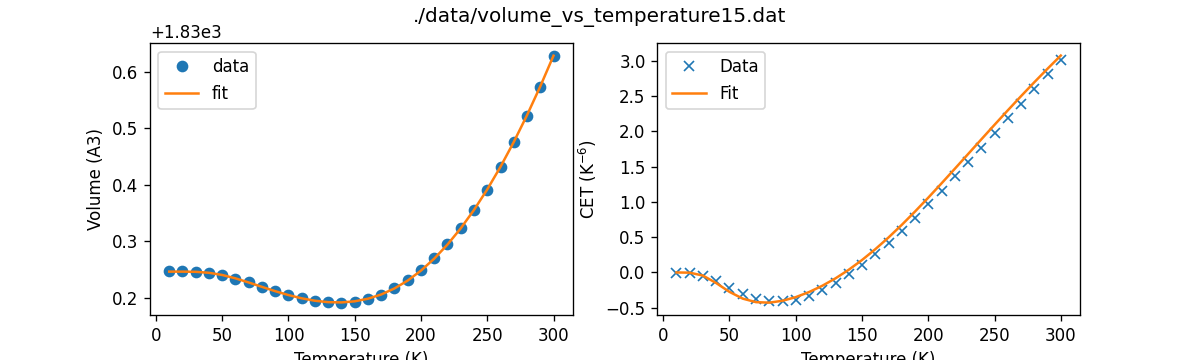 ./data/volume_vs_temperature15.dat
+1.83e3
data
fit
0.6
0.5
0.4
0.3
0.2
Volume (A3)
0
50
100
150
200
250
300
Temperature (K)
Data
Fit
3.0
2.5
2.0
1.5
1.0
0.5
0.0
−0.5
CET (K⁻⁶)
0
50
100
150
200
250
300
Temperature (K)